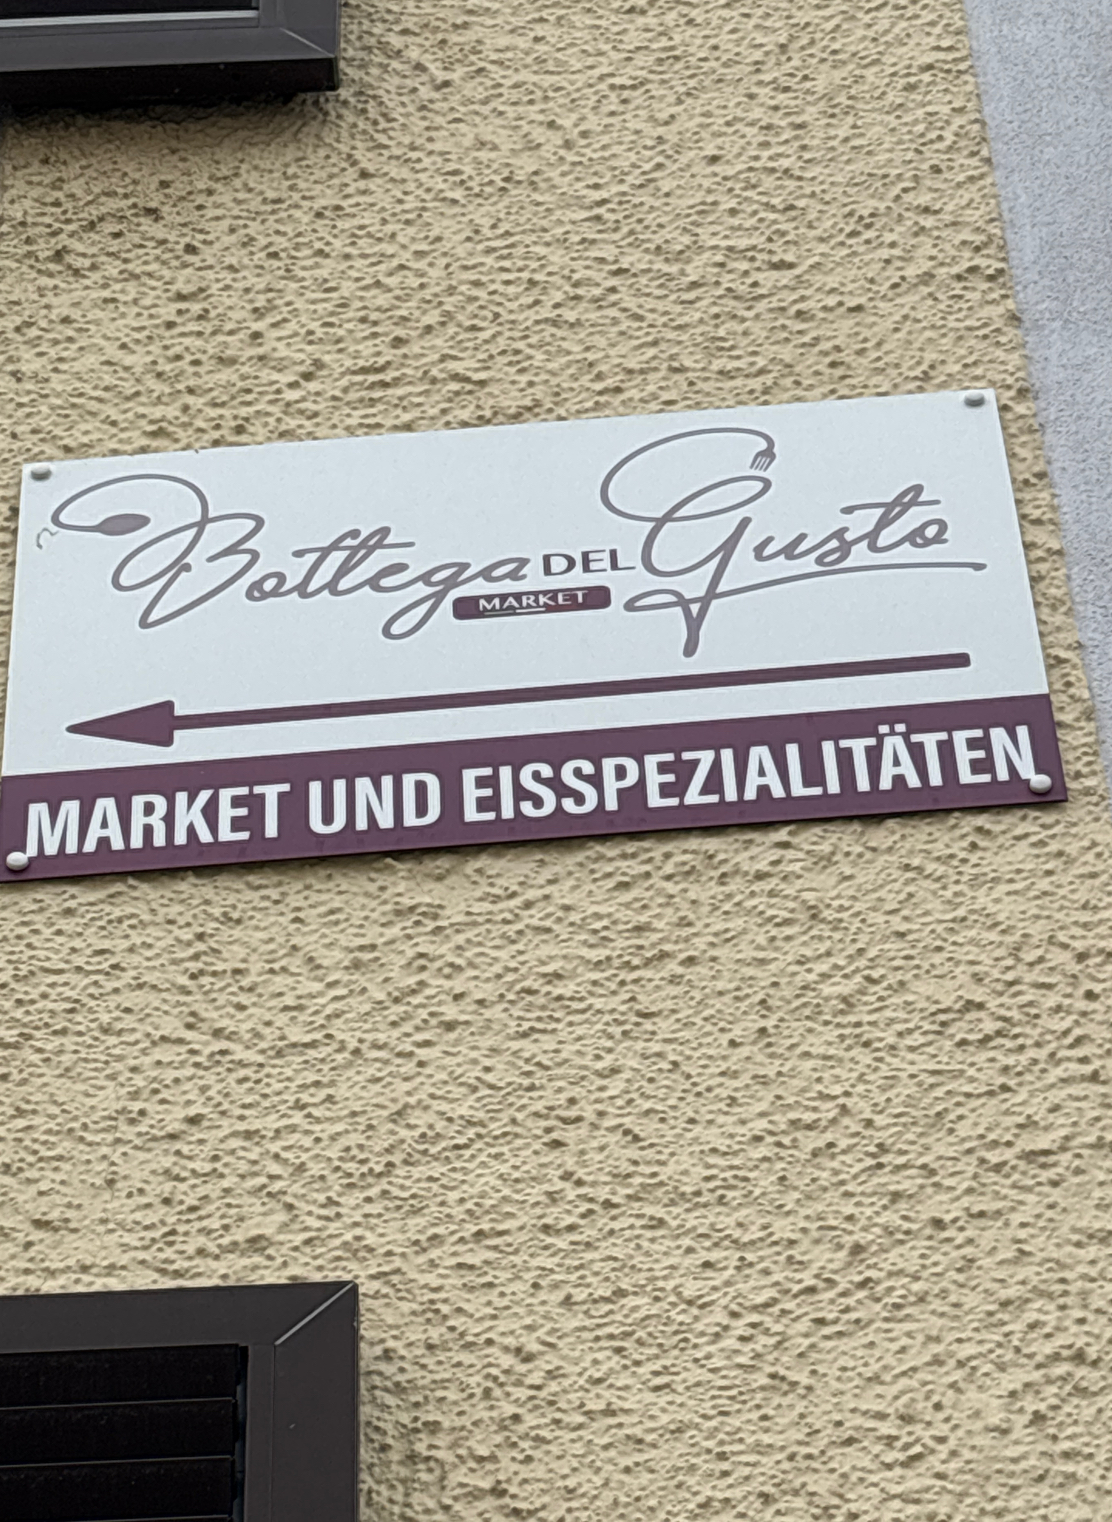 Bottega DEL Gusto
MARKET
MARKET UND EISSPEZIALITÄTEN